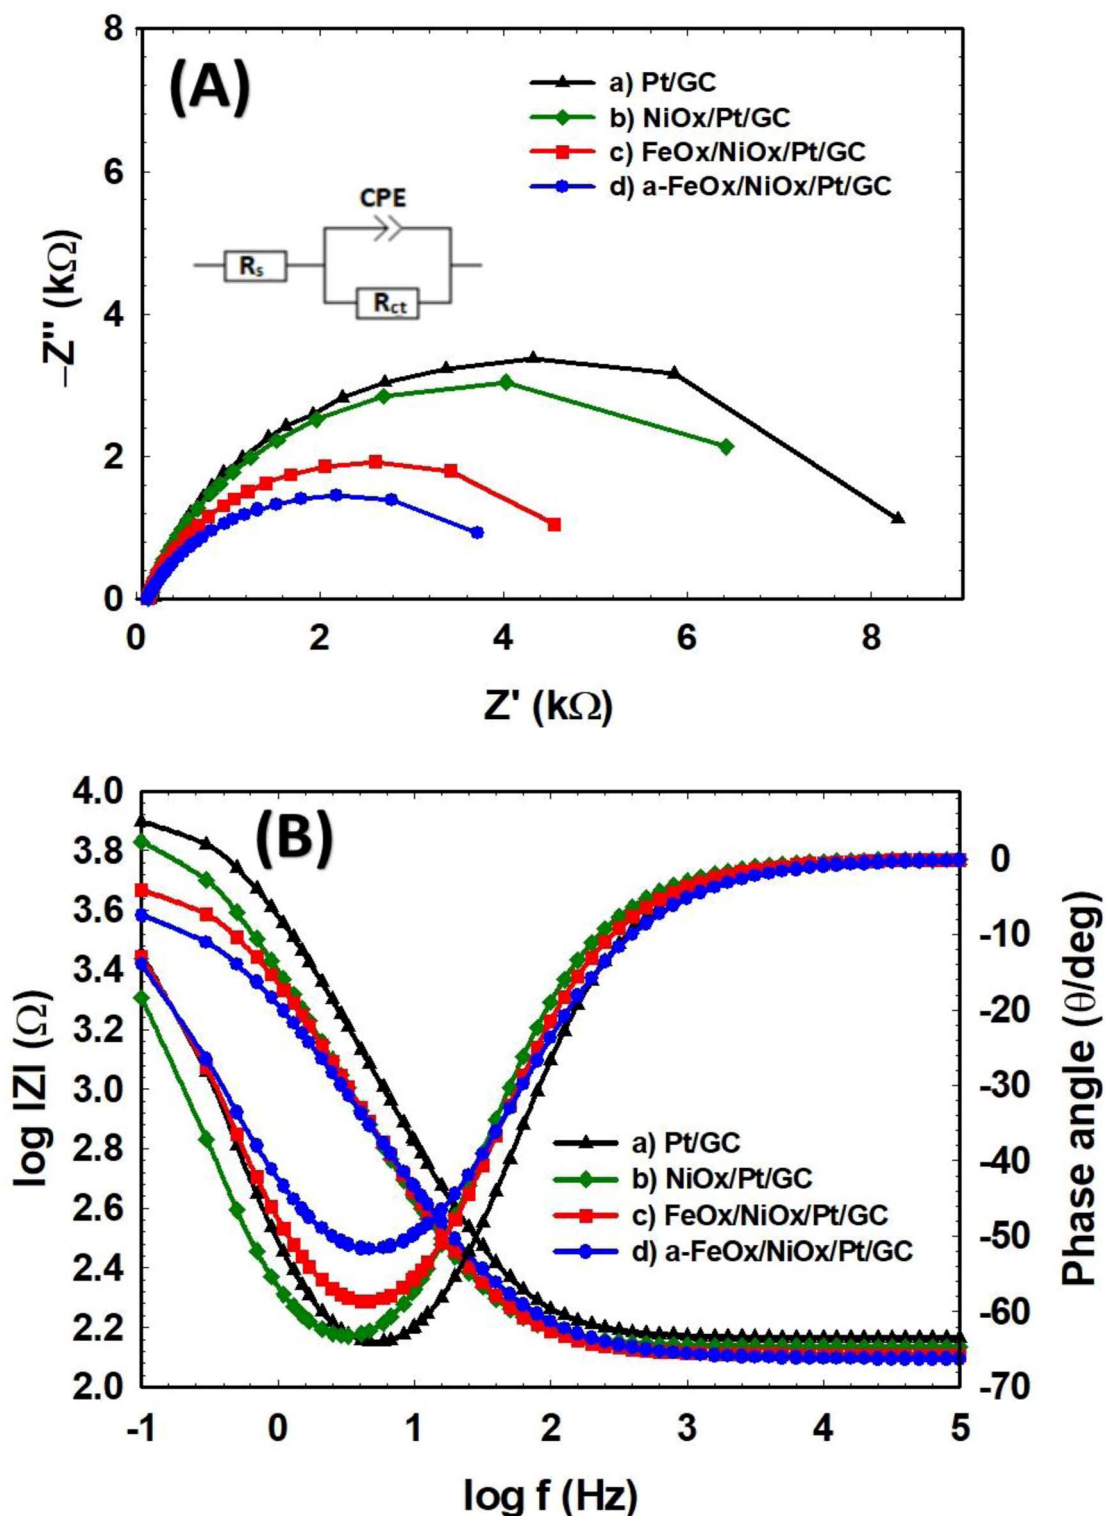 (A)
a) Pt/GC
b) NiOx/Pt/GC
c) FeOx/NiOx/Pt/GC
d) a-FeOx/NiOx/Pt/GC
CPE
Rs
Rct
8
6
4
2
0
–Z'' (kΩ)
0 2 4 6 8
Z' (kΩ)
(B)
4.0
3.8
3.6
3.4
3.2
3.0
2.8
2.6
2.4
2.2
2.0
log |Z| (Ω)
0
-10
-20
-30
-40
-50
-60
-70
Phase angle (θ/deg)
a) Pt/GC
b) NiOx/Pt/GC
c) FeOx/NiOx/Pt/GC
d) a-FeOx/NiOx/Pt/GC
-1 0 1 2 3 4 5
log f (Hz)